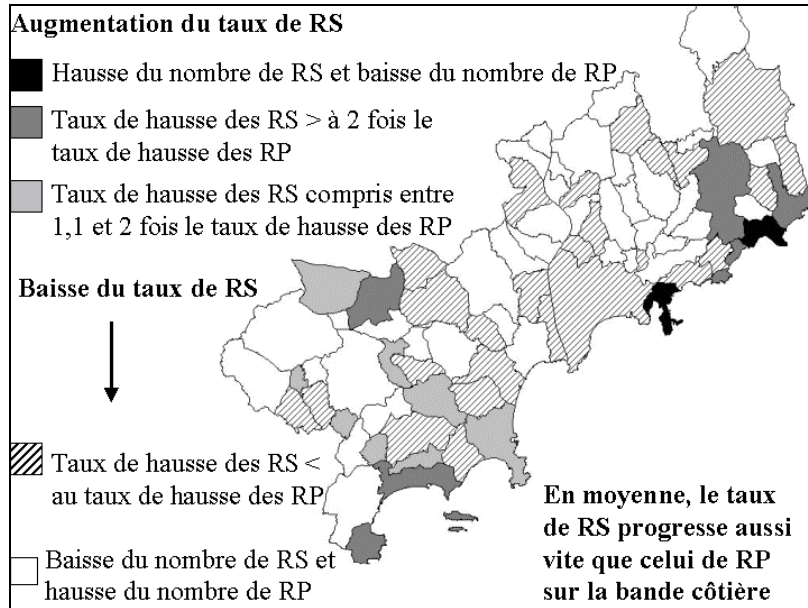 Augmentation du taux de RS
Hausse du nombre de RS et baisse du nombre de RP
Taux de hausse des RS > à 2 fois le
taux de hausse des RP
Taux de hausse des RS compris entre
1,1 et 2 fois le taux de hausse des RP
Baisse du taux de RS
Taux de hausse des RS <
au taux de hausse des RP
Baisse du nombre de RS et
hausse du nombre de RP
En moyenne, le taux
de RS progresse aussi
vite que celui de RP
sur la bande côtière